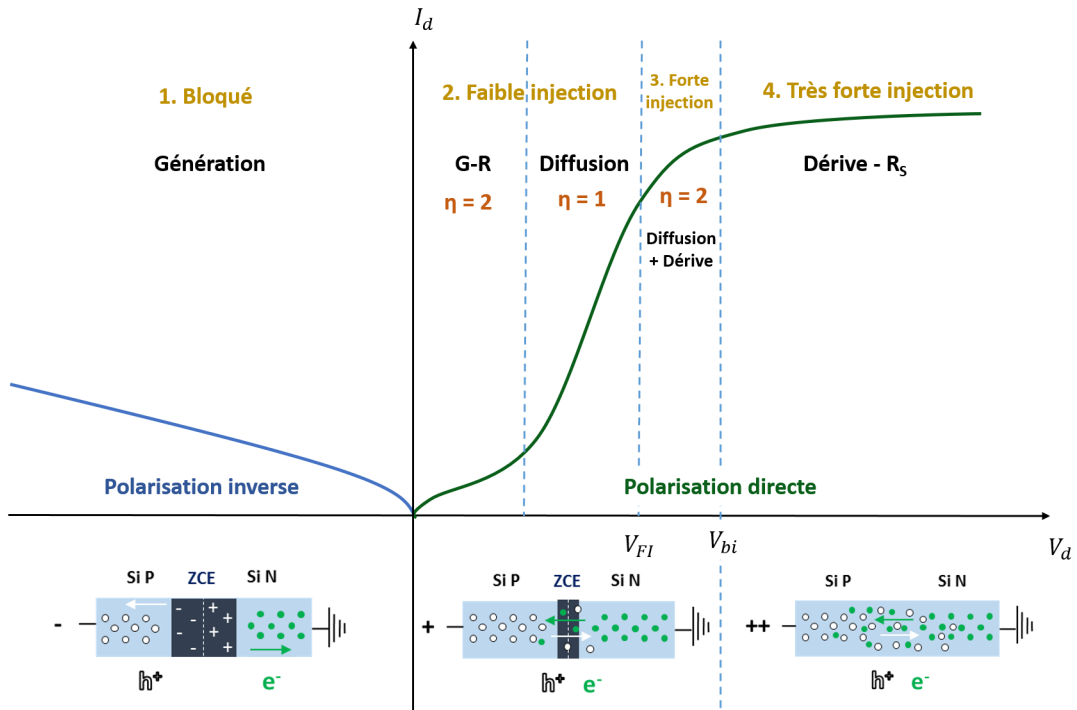 I_d
1. Bloqué
2. Faible injection
3. Forte
injection
4. Très forte injection
Génération
G-R
Diffusion
Dérive - R_S
η = 2
η = 1
η = 2
Diffusion
+ Dérive
Polarisation inverse
Polarisation directe
V_FI
V_bi
V_d
Si P
ZCE
Si N
Si P
ZCE
Si N
Si P
Si N
-
- + - + - + - +
+
++
h⁺
e⁻
h⁺
e⁻
h⁺
e⁻